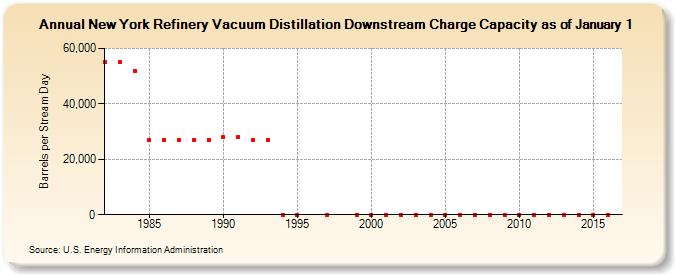 Annual New York Refinery Vacuum Distillation Downstream Charge Capacity as of January 1
Barrels per Stream Day
60,000
40,000
20,000
0
1985 1990 1995 2000 2005 2010 2015
Source: U.S. Energy Information Administration